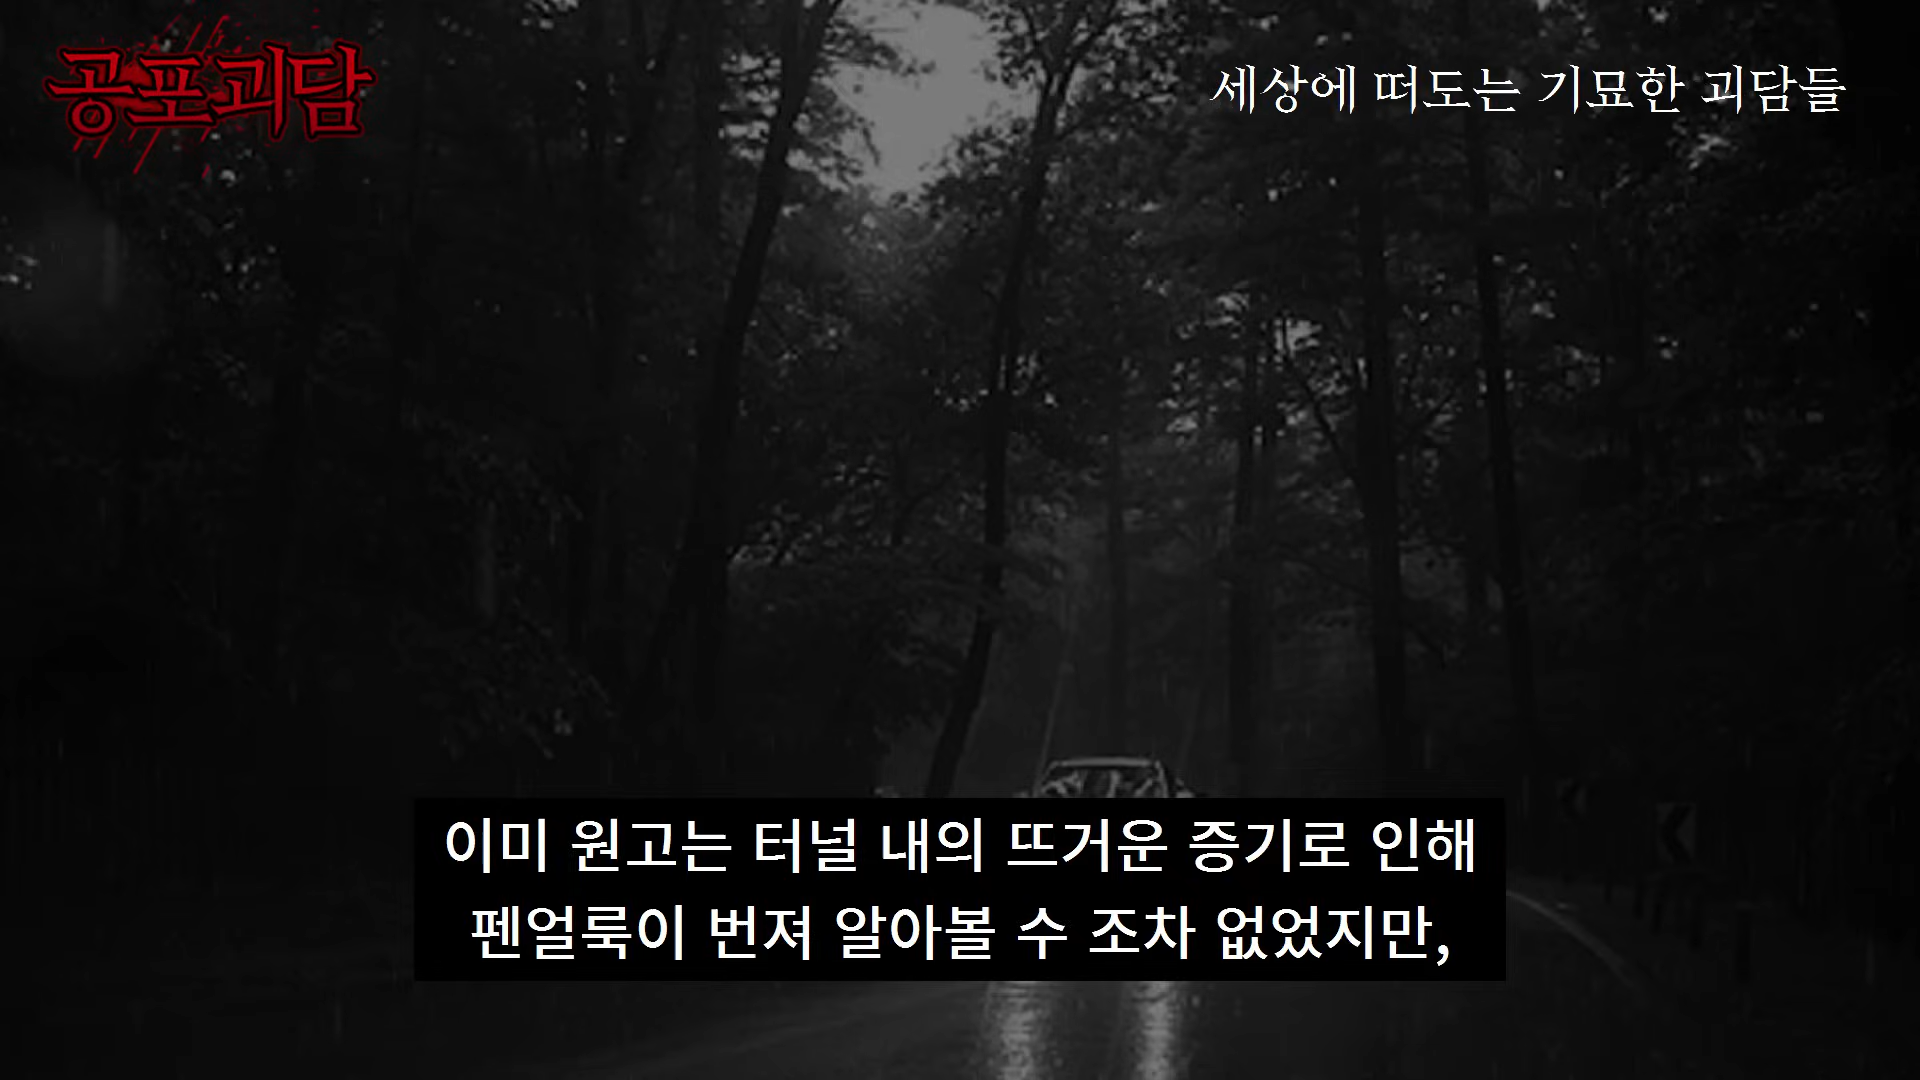 공포괴담
세상에 떠도는 기묘한 괴담들
이미 원고는 터널 내의 뜨거운 증기로 인해
펜얼룩이 번져 알아볼 수 조차 없었지만,